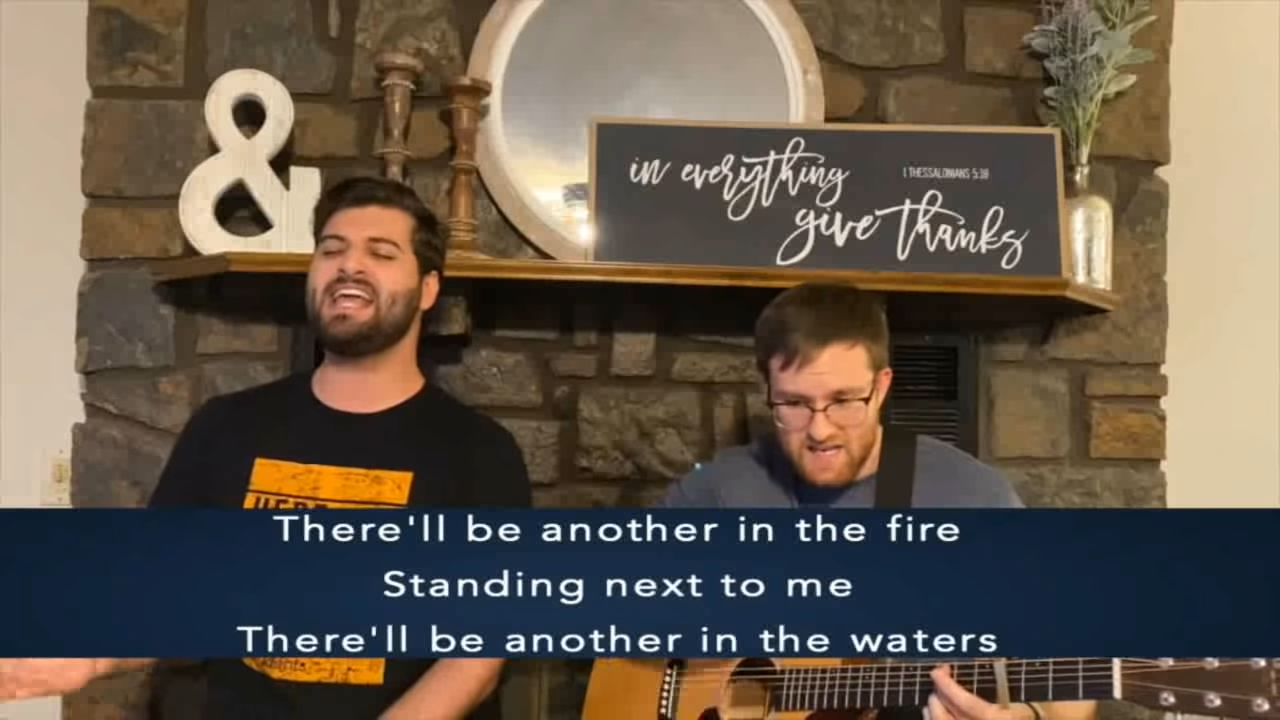 &
in everything
1 THESSALONIANS 5:18
give thanks
There'll be another in the fire
Standing next to me
There'll be another in the waters